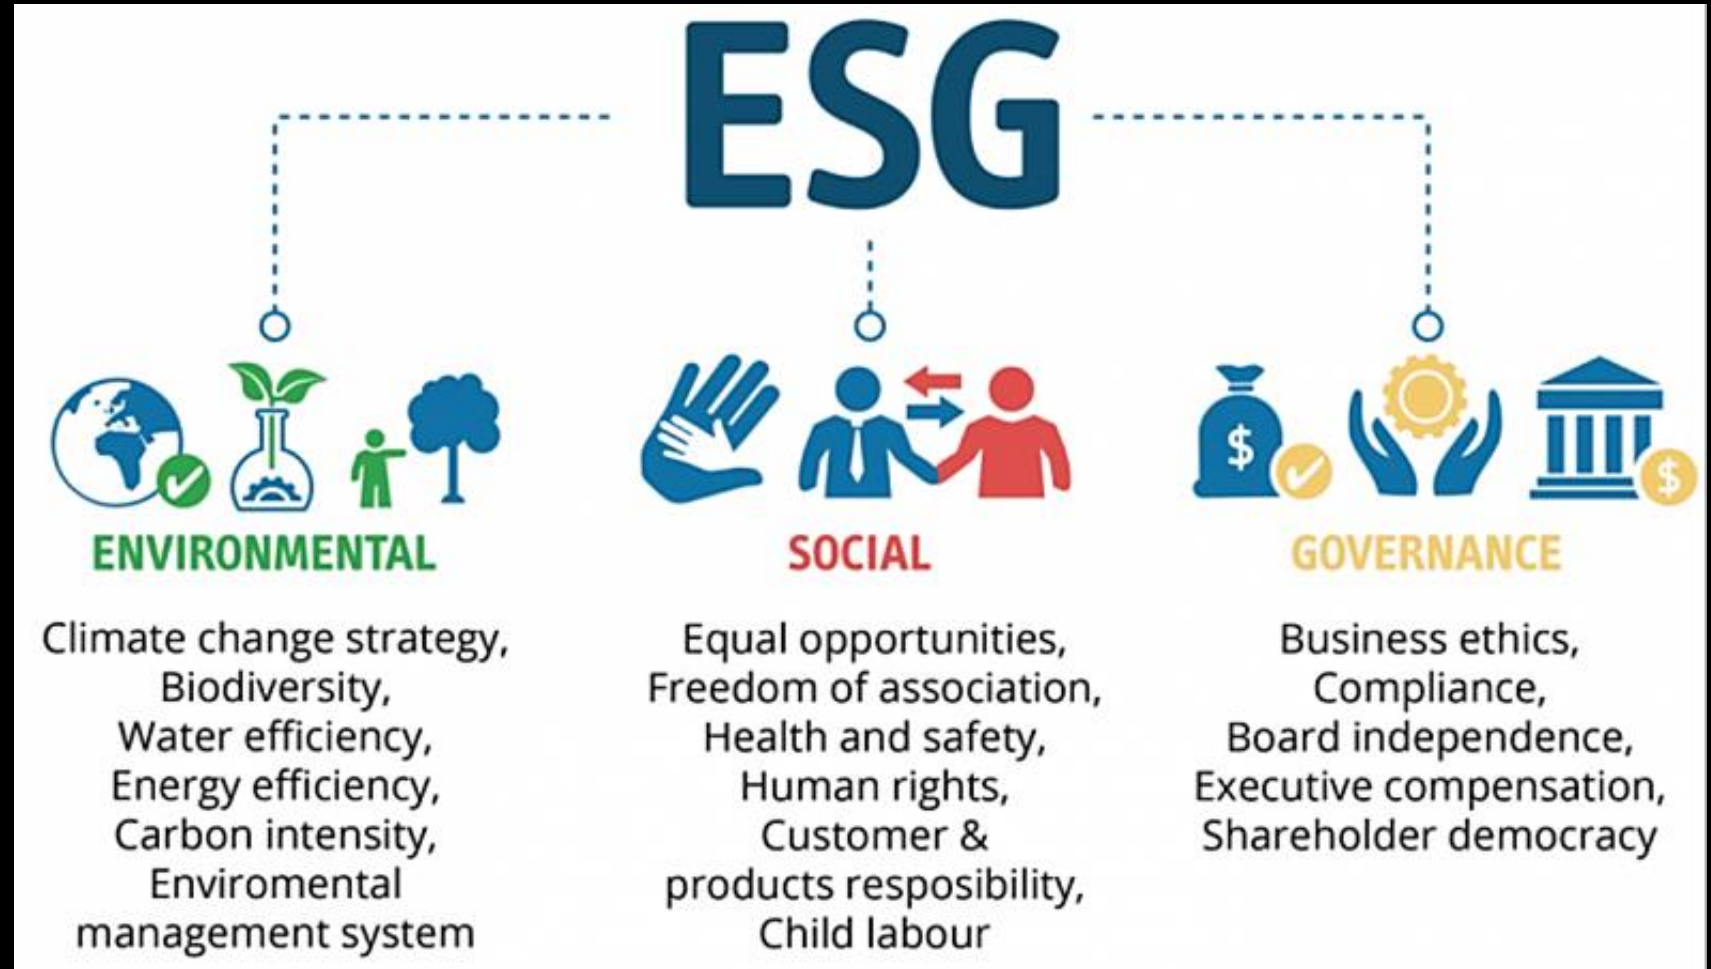 ESG
ENVIRONMENTAL
Climate change strategy,
Biodiversity,
Water efficiency,
Energy efficiency,
Carbon intensity,
Enviromental
management system
SOCIAL
Equal opportunities,
Freedom of association,
Health and safety,
Human rights,
Customer &
products resposibility,
Child labour
$
$
GOVERNANCE
Business ethics,
Compliance,
Board independence,
Executive compensation,
Shareholder democracy